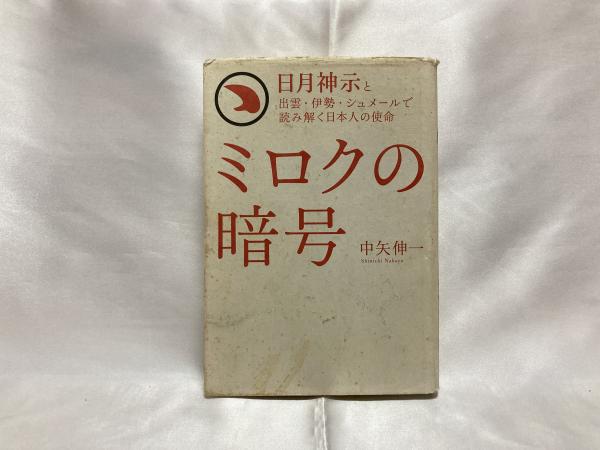 日月神示と
出雲・伊勢・シュメールで
読み解く日本人の使命
ミロクの
暗号
中矢伸一
Shinichi Nakaya